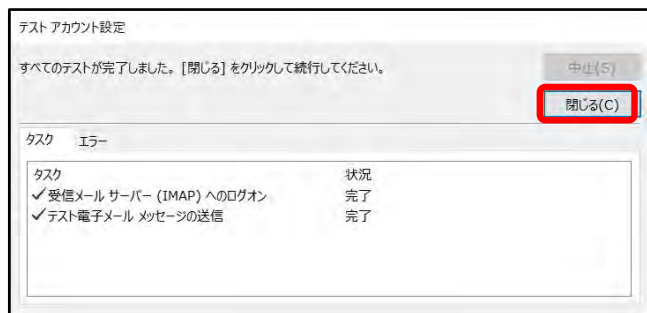 テスト アカウント設定
すべてのテストが完了しました。[閉じる] をクリックして続行してください。
中止(S)
閉じる(C)
タスク エラー
タスク 状況
✓受信メール サーバー (IMAP) へのログオン 完了
✓テスト電子メール メッセージの送信 完了